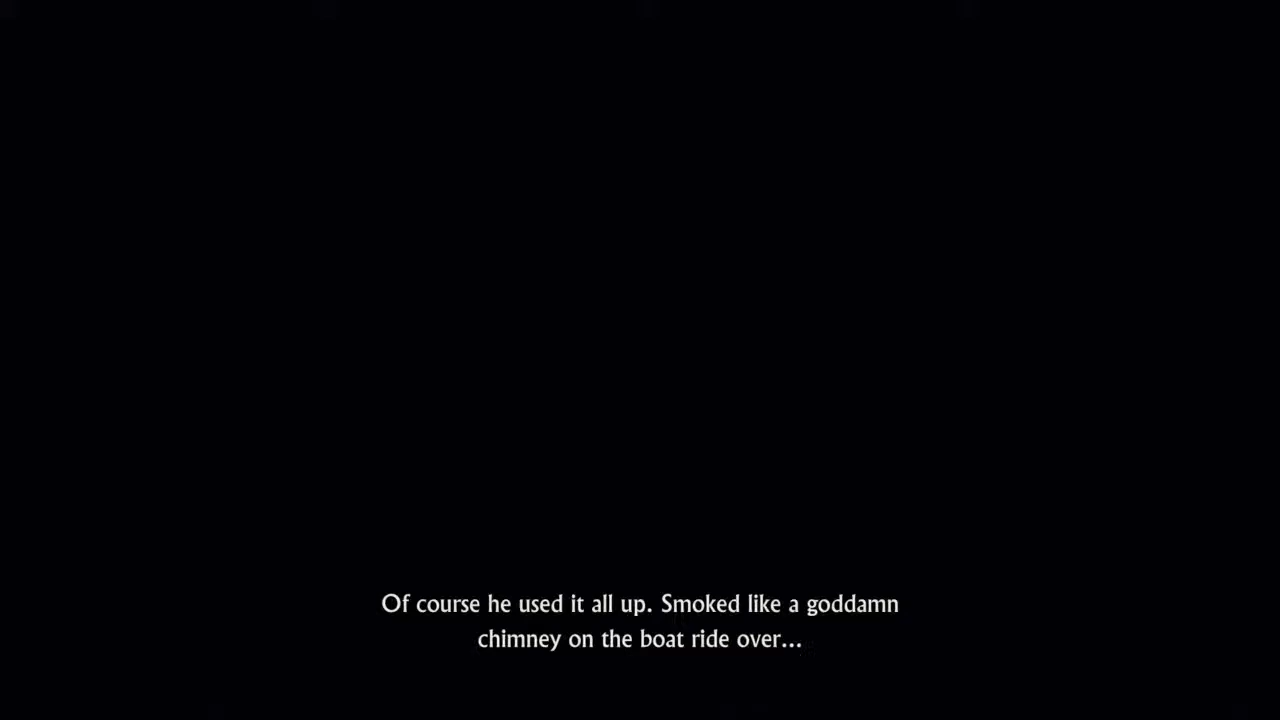 Of course he used it all up. Smoked like a goddamn
chimney on the boat ride over...